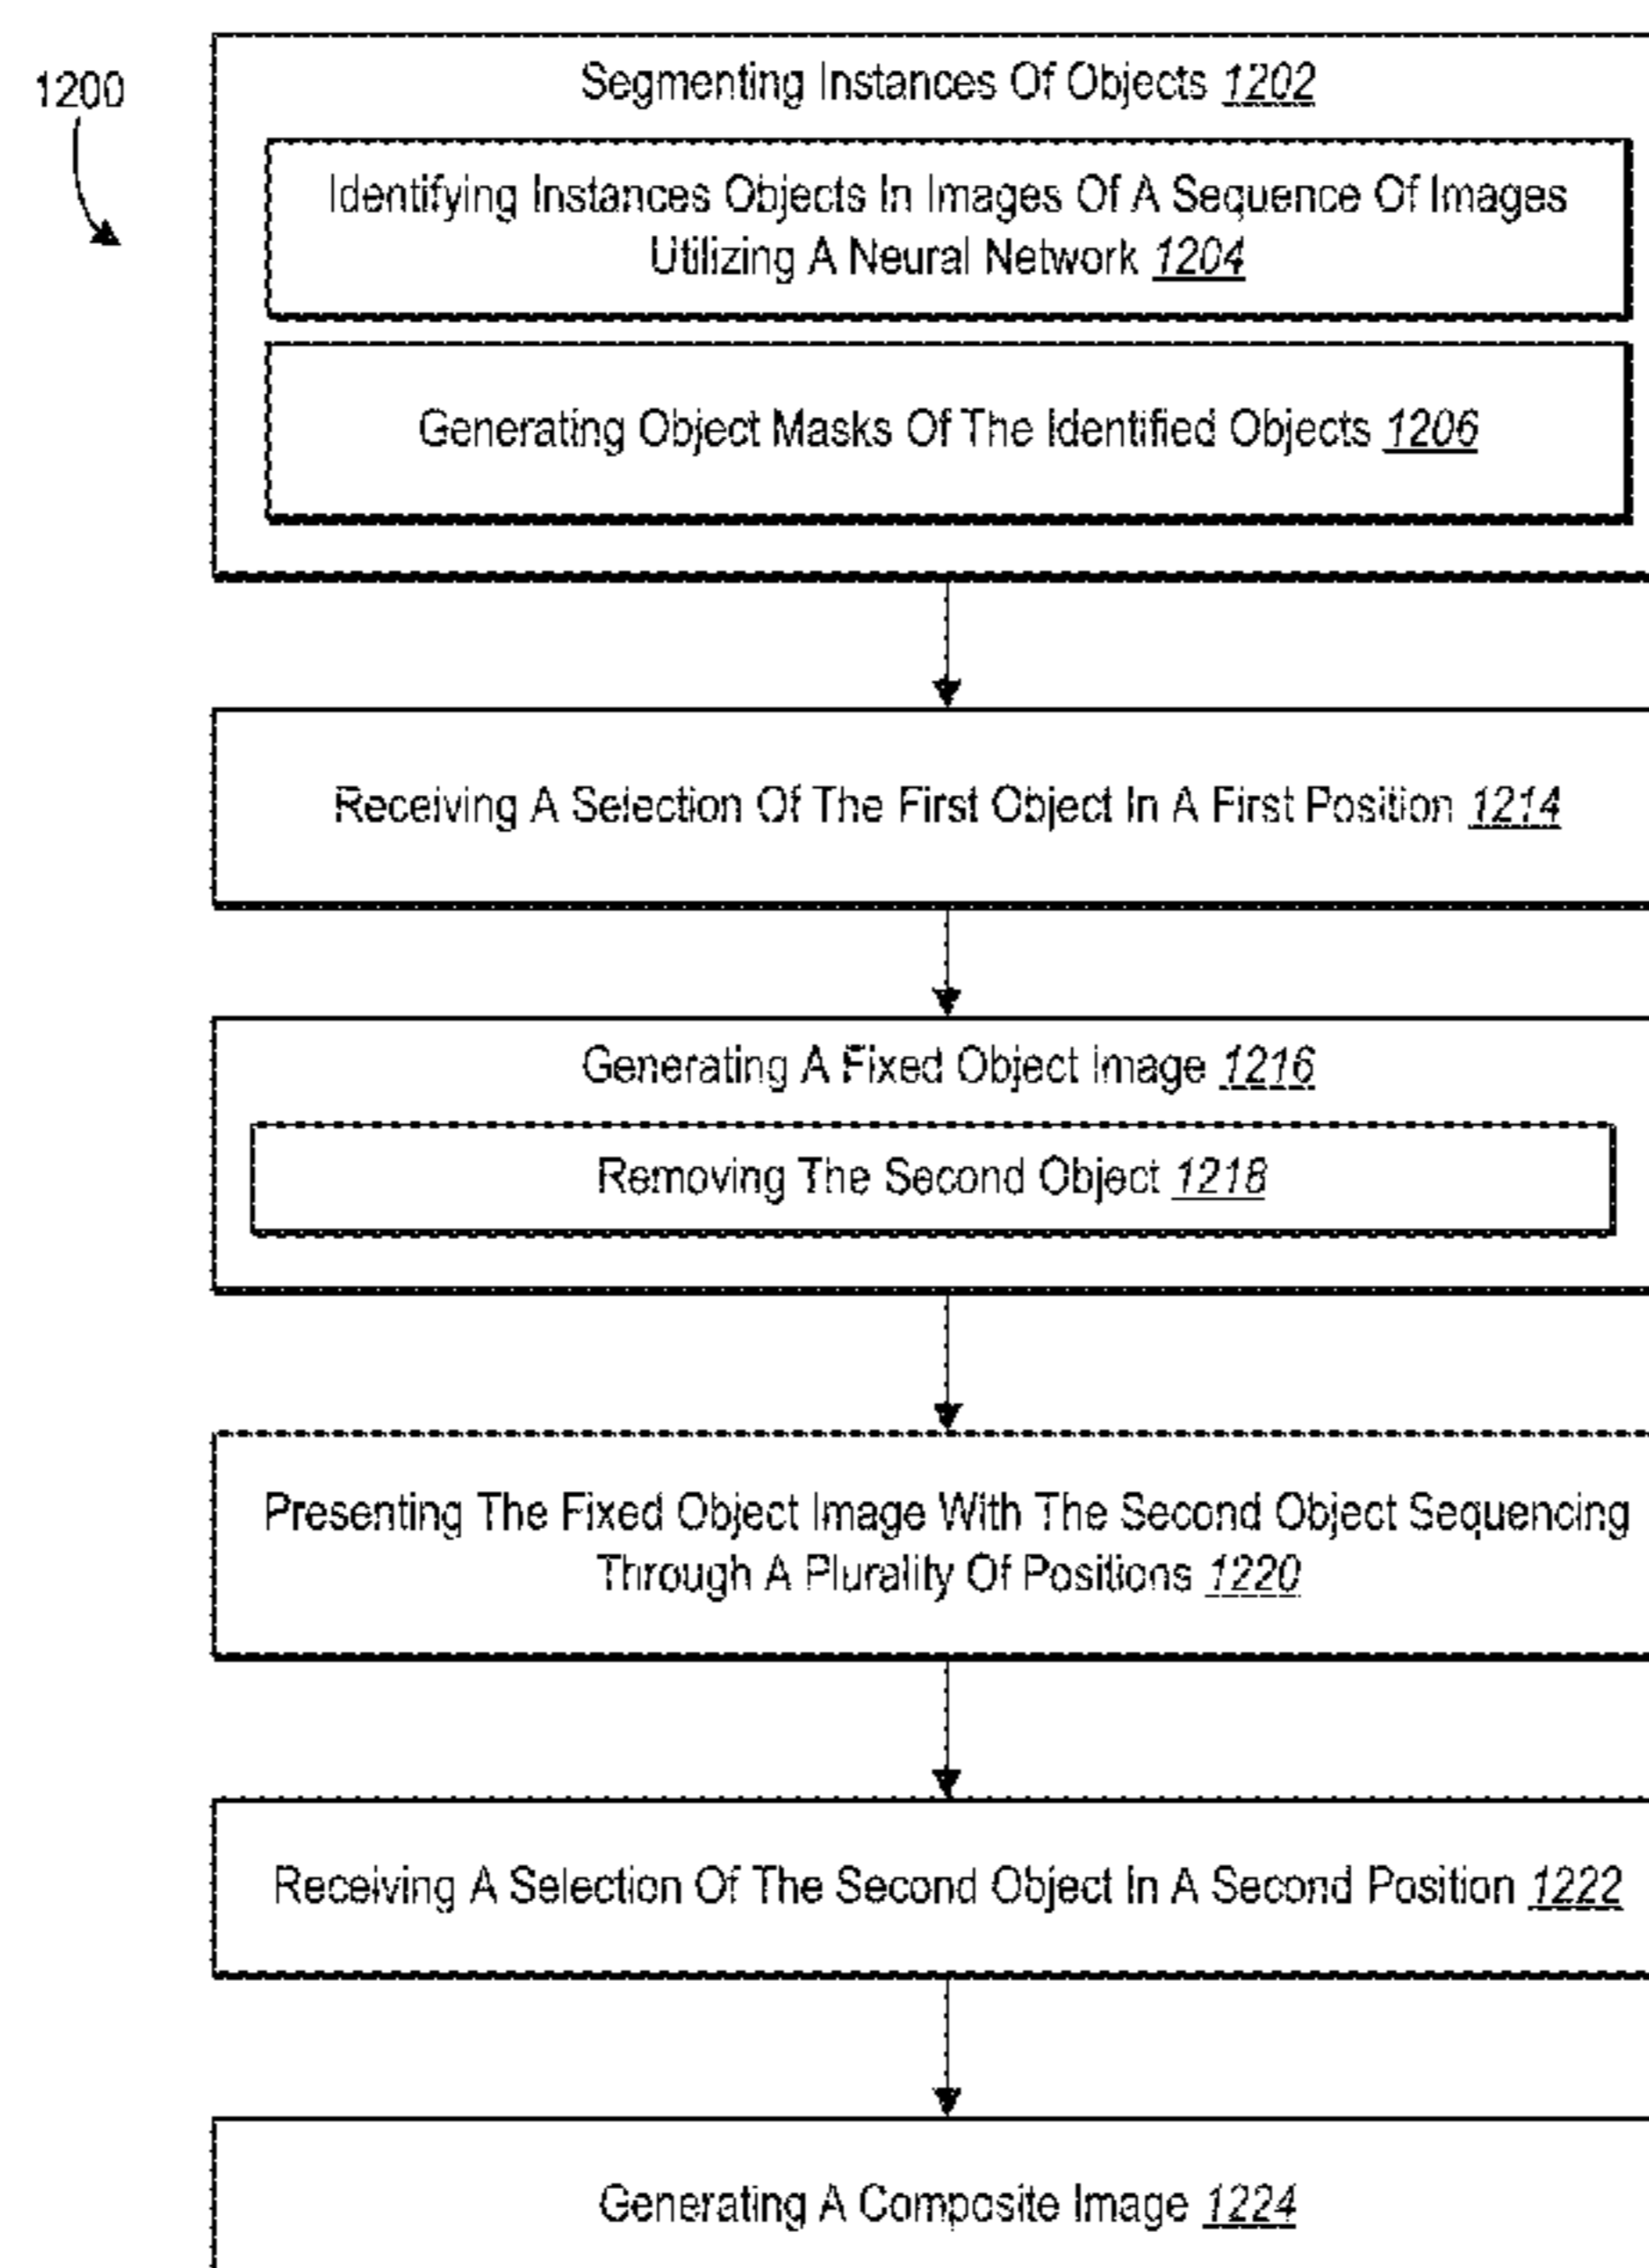 1200
Segmenting Instances Of Objects 1202
Identifying Instances Objects In Images Of A Sequence Of Images
Utilizing A Neural Network 1204
Generating Object Masks Of The Identified Objects 1206
Receiving A Selection Of The First Object In A First Position 1214
Generating A Fixed Object Image 1216
Removing The Second Object 1218
Presenting The Fixed Object Image With The Second Object Sequencing
Through A Plurality Of Positions 1220
Receiving A Selection Of The Second Object In A Second Position 1222
Generating A Composite Image 1224